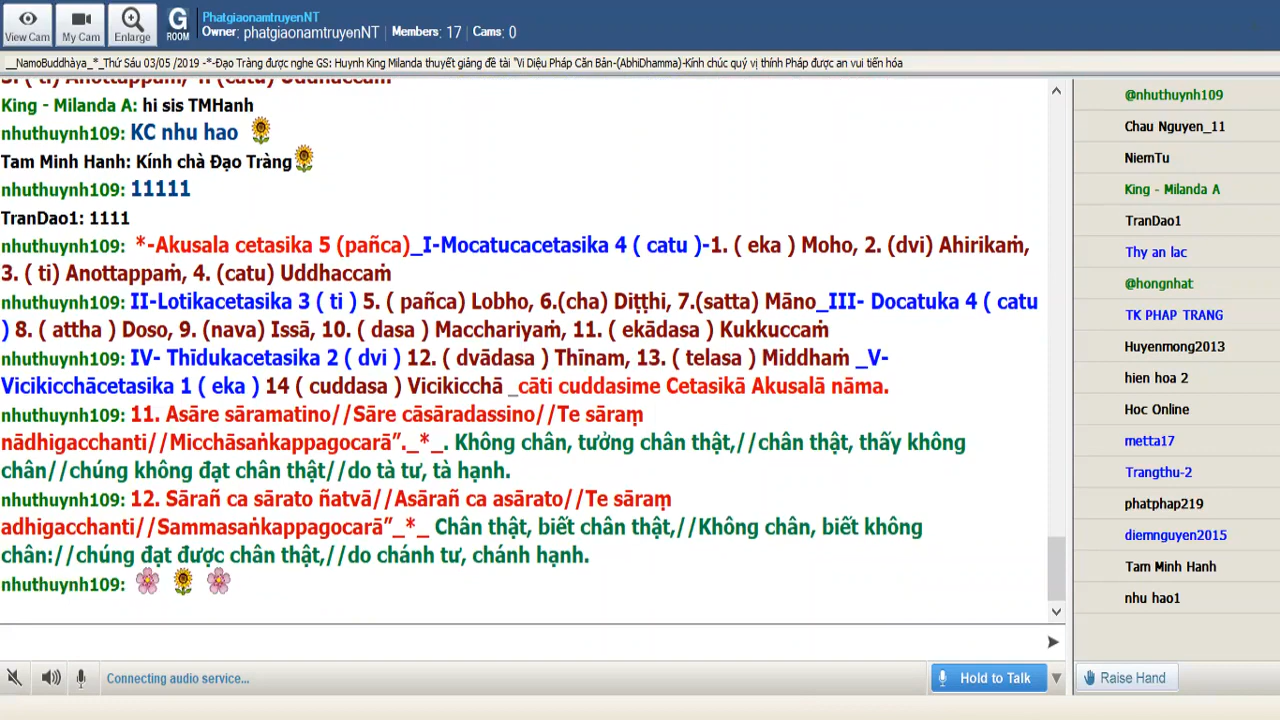 View Cam
My Cam
Enlarge
G
ROOM
PhatgiaonamtruyenNT
Owner: phatgiaonamtruyenNT Members: 17 Cams: 0
__NamoBuddhàya_*_Thứ Sáu 03/05 /2019 -*-Đạo Tràng được nghe GS: Huynh King Milanda thuyết giảng đề tài "Vi Diệu Pháp Căn Bản-(AbhiDhamma)-Kính chúc quý vị thính Pháp được an vui tiến hóa
King - Milanda A: hi sis TMHanh
nhuthuynh109: KC nhu hao
Tam Minh Hanh: Kính chà Đạo Tràng
nhuthuynh109: 11111
TranDao1: 1111
nhuthuynh109: *-Akusala cetasika 5 (pañca)_I-Mocatucacetasika 4 ( catu )-1. ( eka ) Moho, 2. (dvi) Ahirikaṁ,
3. ( ti) Anottappaṁ, 4. (catu) Uddhaccaṁ
nhuthuynh109: II-Lotikacetasika 3 ( ti ) 5. ( pañca) Lobho, 6.(cha) Diṭṭhi, 7.(satta) Māno_III- Docatuka 4 ( catu
) 8. ( attha ) Doso, 9. (nava) Issā, 10. ( dasa ) Macchariyaṁ, 11. ( ekādasa ) Kukkuccaṁ
nhuthuynh109: IV- Thīdukacetasika 2 ( dvi ) 12. ( dvādasa ) Thīnam, 13. ( telasa ) Middhaṁ _V-
Vicikicchācetasika 1 ( eka ) 14 ( cuddasa ) Vicikicchā _cāti cuddasime Cetasikā Akusalā nāma.
nhuthuynh109: 11. Asāre sāramatino//Sāre cāsāradassino//Te sāraṃ
nādhigacchanti//Micchāsaṅkappagocarā”._*_. Không chân, tưởng chân thật,//chân thật, thấy không
chân//chúng không đạt chân thật//do tà tư, tà hạnh.
nhuthuynh109: 12. Sārañ ca sārato ñatvā//Asārañ ca asārato//Te sāraṃ
adhigacchanti//Sammasaṅkappagocarā”_*_ Chân thật, biết chân thật,//Không chân, biết không
chân://chúng đạt được chân thật,//do chánh tư, chánh hạnh.
nhuthuynh109:
Connecting audio service...
Hold to Talk
@nhuthuynh109
Chau Nguyen_11
NiemTu
King - Milanda A
TranDao1
Thy an lac
@hongnhat
TK PHAP TRANG
Huyenmong2013
hien hoa 2
Hoc Online
metta17
Trangthu-2
phatphap219
diemnguyen2015
Tam Minh Hanh
nhu hao1
Raise Hand